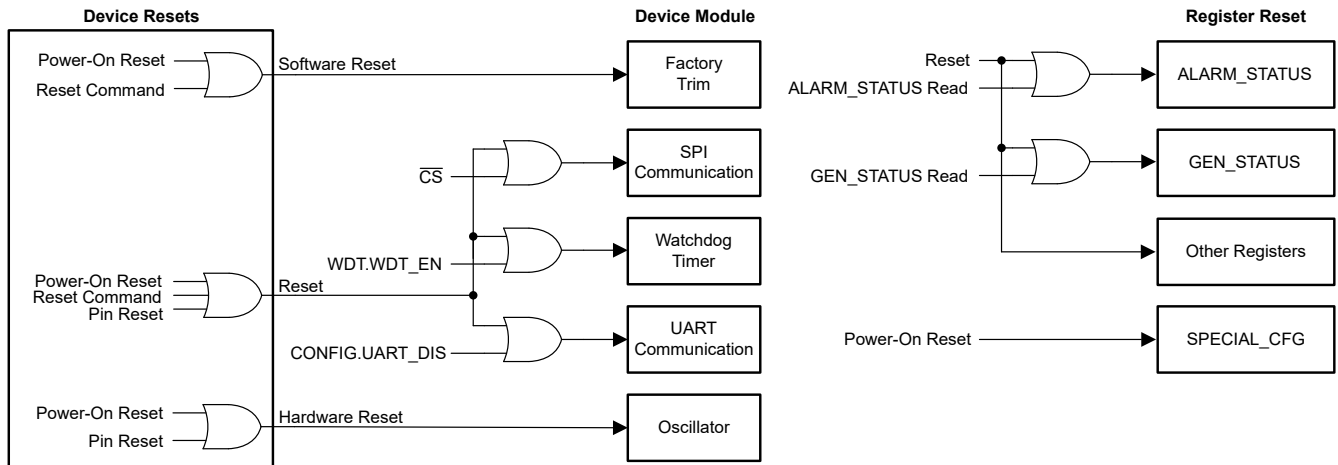 Device Resets
Device Module
Register Reset
Power-On Reset
Reset Command
Software Reset
Factory
Trim
Reset
ALARM_STATUS Read
ALARM_STATUS
CS
SPI
Communication
GEN_STATUS Read
GEN_STATUS
WDT.WDT_EN
Watchdog
Timer
Other Registers
Power-On Reset
Reset Command
Pin Reset
Reset
CONFIG.UART_DIS
UART
Communication
Power-On Reset
SPECIAL_CFG
Power-On Reset
Pin Reset
Hardware Reset
Oscillator